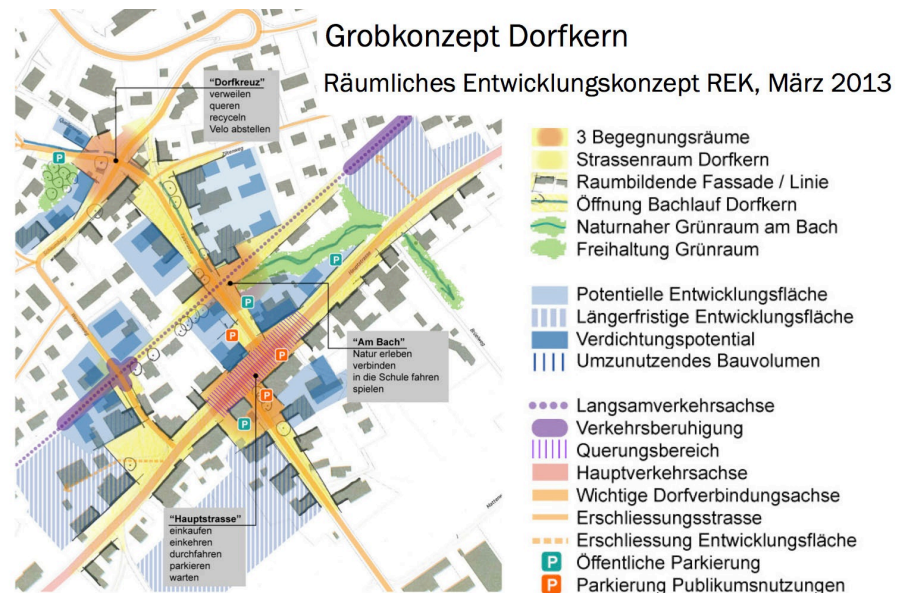 Grobkonzept Dorfkern
Räumliches Entwicklungskonzept REK, März 2013
"Dorfkreuz"
verweilen
queren
recyceln
Velo abstellen
P
P
P
P
P
P
P
"Am Bach"
Natur erleben
verbinden
in die Schule fahren
spielen
"Hauptstrasse"
einkaufen
einkehren
durchfahren
parkieren
warten
3 Begegnungsräume
Strassenraum Dorfkern
Raumbildende Fassade / Linie
Öffnung Bachlauf Dorfkern
Naturnaher Grünraum am Bach
Freihaltung Grünraum
Potentielle Entwicklungsfläche
Längerfristige Entwicklungsfläche
Verdichtungspotential
Umzunutzendes Bauvolumen
Langsamverkehrsachse
Verkehrsberuhigung
Querungsbereich
Hauptverkehrsachse
Wichtige Dorfverbindungsachse
Erschliessungsstrasse
Erschliessung Entwicklungsfläche
P Öffentliche Parkierung
P Parkierung Publikumsnutzungen